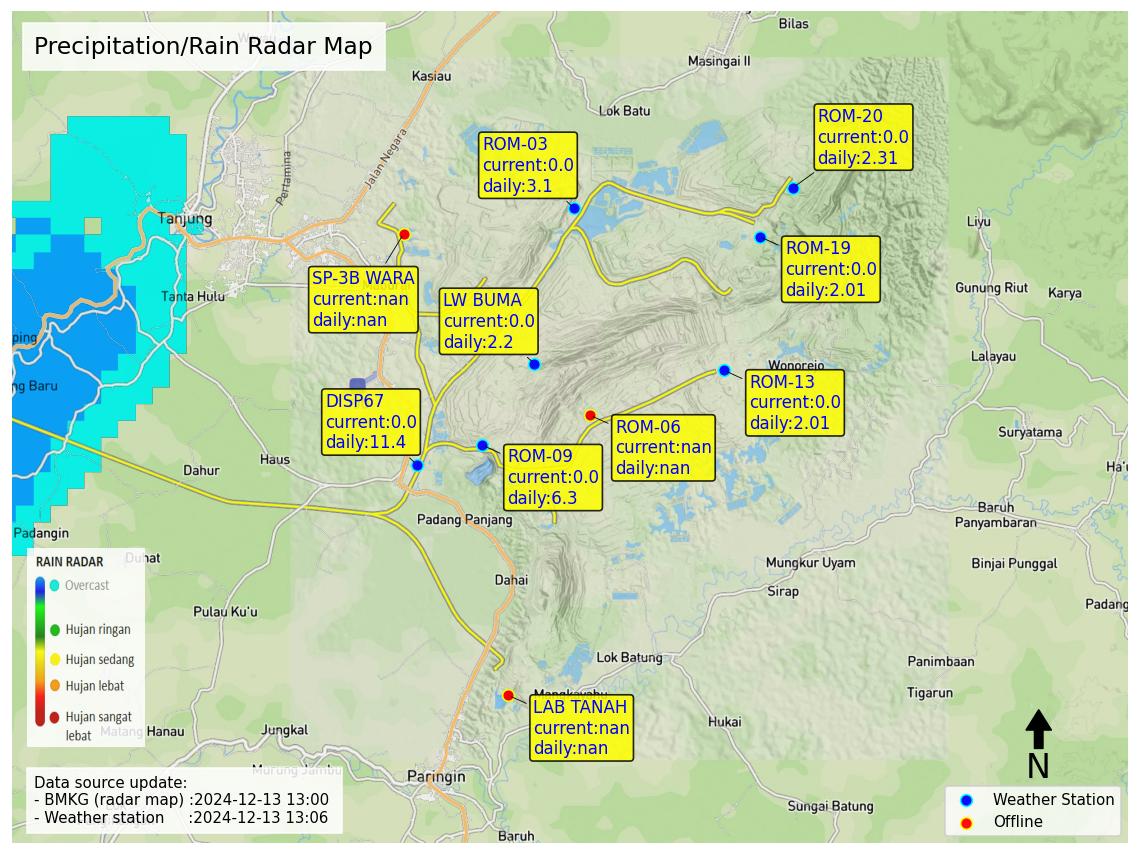 Precipitation/Rain Radar Map
Bilas
Masingai II
Kasiau
Lok Batu
Jalan Negara
Pertamina
ROM-20
current:0.0
daily:2.31
ROM-03
current:0.0
daily:3.1
Tanjung
Liyu
ROM-19
current:0.0
daily:2.01
SP-3B WARA
current:nan
daily:nan
Tanta Hulu
LW BUMA
current:0.0
daily:2.2
Gunung Riut
Karya
ping
Lalayau
Wonorejo
ng Baru
ROM-13
current:0.0
daily:2.01
DISP67
current:0.0
daily:11.4
ROM-06
current:nan
daily:nan
Suryatama
Haus
Dahur
ROM-09
current:0.0
daily:6.3
Ha'u
Baruh
Panyambaran
Padang Panjang
Padangin
Duhat
Mungkur Uyam
Binjai Punggal
RAIN RADAR
Overcast
Hujan ringan
Hujan sedang
Hujan lebat
Hujan sangat
lebat
Dahai
Sirap
Padang
Pulau Ku'u
Lok Batung
Panimbaan
Tigarun
Mangkayahu
LAB TANAH
current:nan
daily:nan
Hukai
Matang Hanau
Jungkal
Murung Jambu
Paringin
N
Sungai Batung
Baruh
Data source update:
- BMKG (radar map) :2024-12-13 13:00
- Weather station :2024-12-13 13:06
Weather Station
Offline